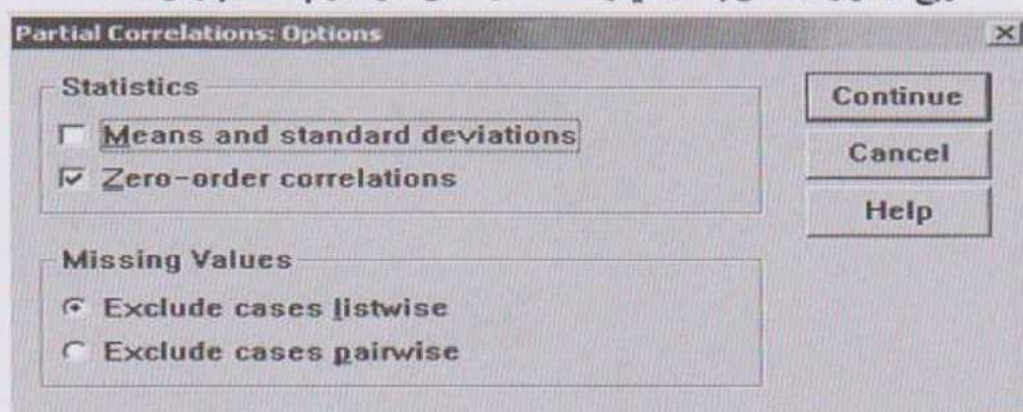 Partial Correlations: Options
Statistics
Means and standard deviations
Zero-order correlations
Missing Values
Exclude cases listwise
Exclude cases pairwise
Continue
Cancel
Help